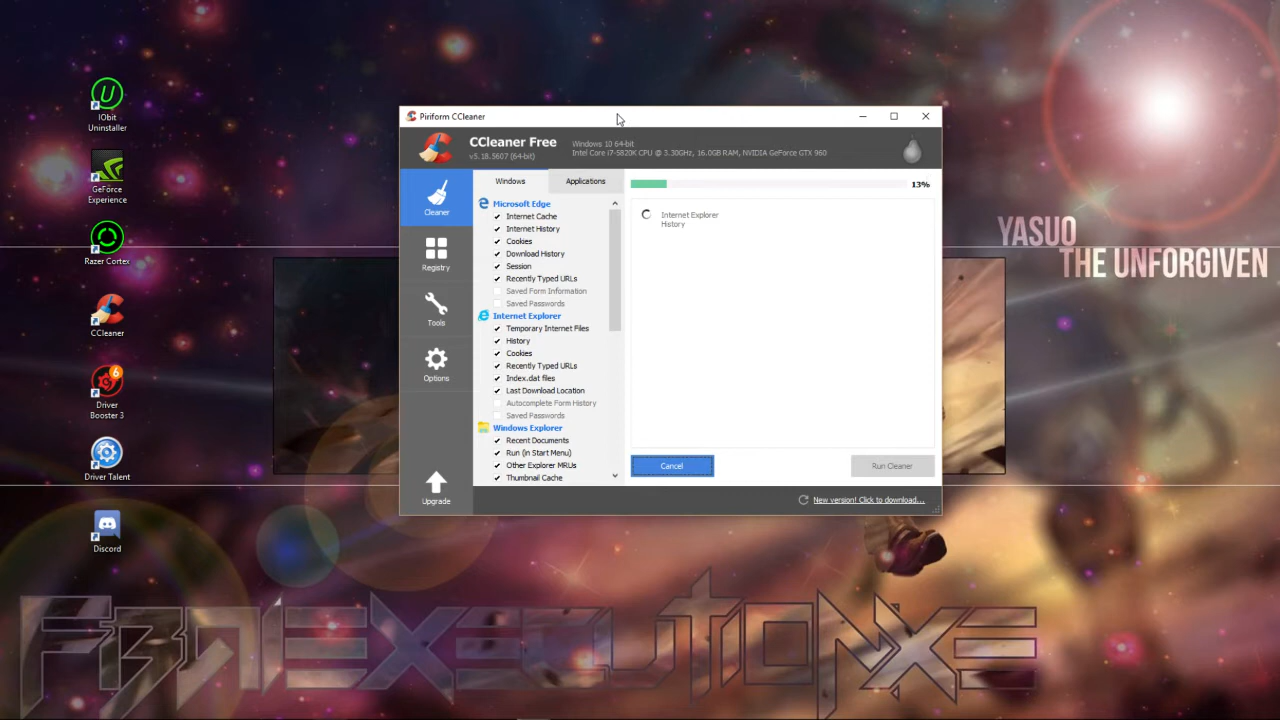 IObit
Uninstaller
GeForce
Experience
Razer Cortex
CCleaner
6
Driver
Booster 3
Driver Talent
Discord
Piriform CCleaner
CCleaner Free
v5.18.5607 (64-bit)
Windows 10 64-bit
Intel Core i7-5820K CPU @ 3.30GHz, 16.0GB RAM, NVIDIA GeForce GTX 960
Cleaner
Registry
Tools
Options
Upgrade
Windows
Applications
Microsoft Edge
Internet Cache
Internet History
Cookies
Download History
Session
Recently Typed URLs
Saved Form Information
Saved Passwords
Internet Explorer
Temporary Internet Files
History
Cookies
Recently Typed URLs
Index.dat files
Last Download Location
Autocomplete Form History
Saved Passwords
Windows Explorer
Recent Documents
Run (in Start Menu)
Other Explorer MRUs
Thumbnail Cache
13%
Internet Explorer
History
Cancel
Run Cleaner
New version! Click to download...
YASUO
THE UNFORGIVEN